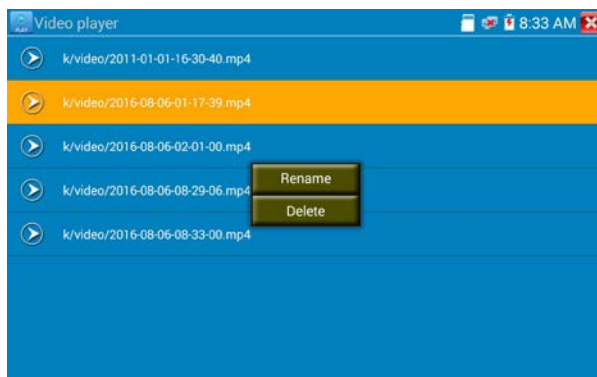 PLAY
Video player
8:33 AM
k/video/2011-01-01-16-30-40.mp4
k/video/2016-08-06-01-17-39.mp4
k/video/2016-08-06-02-01-00.mp4
k/video/2016-08-06-08-29-06.mp4
k/video/2016-08-06-08-33-00.mp4
Rename
Delete